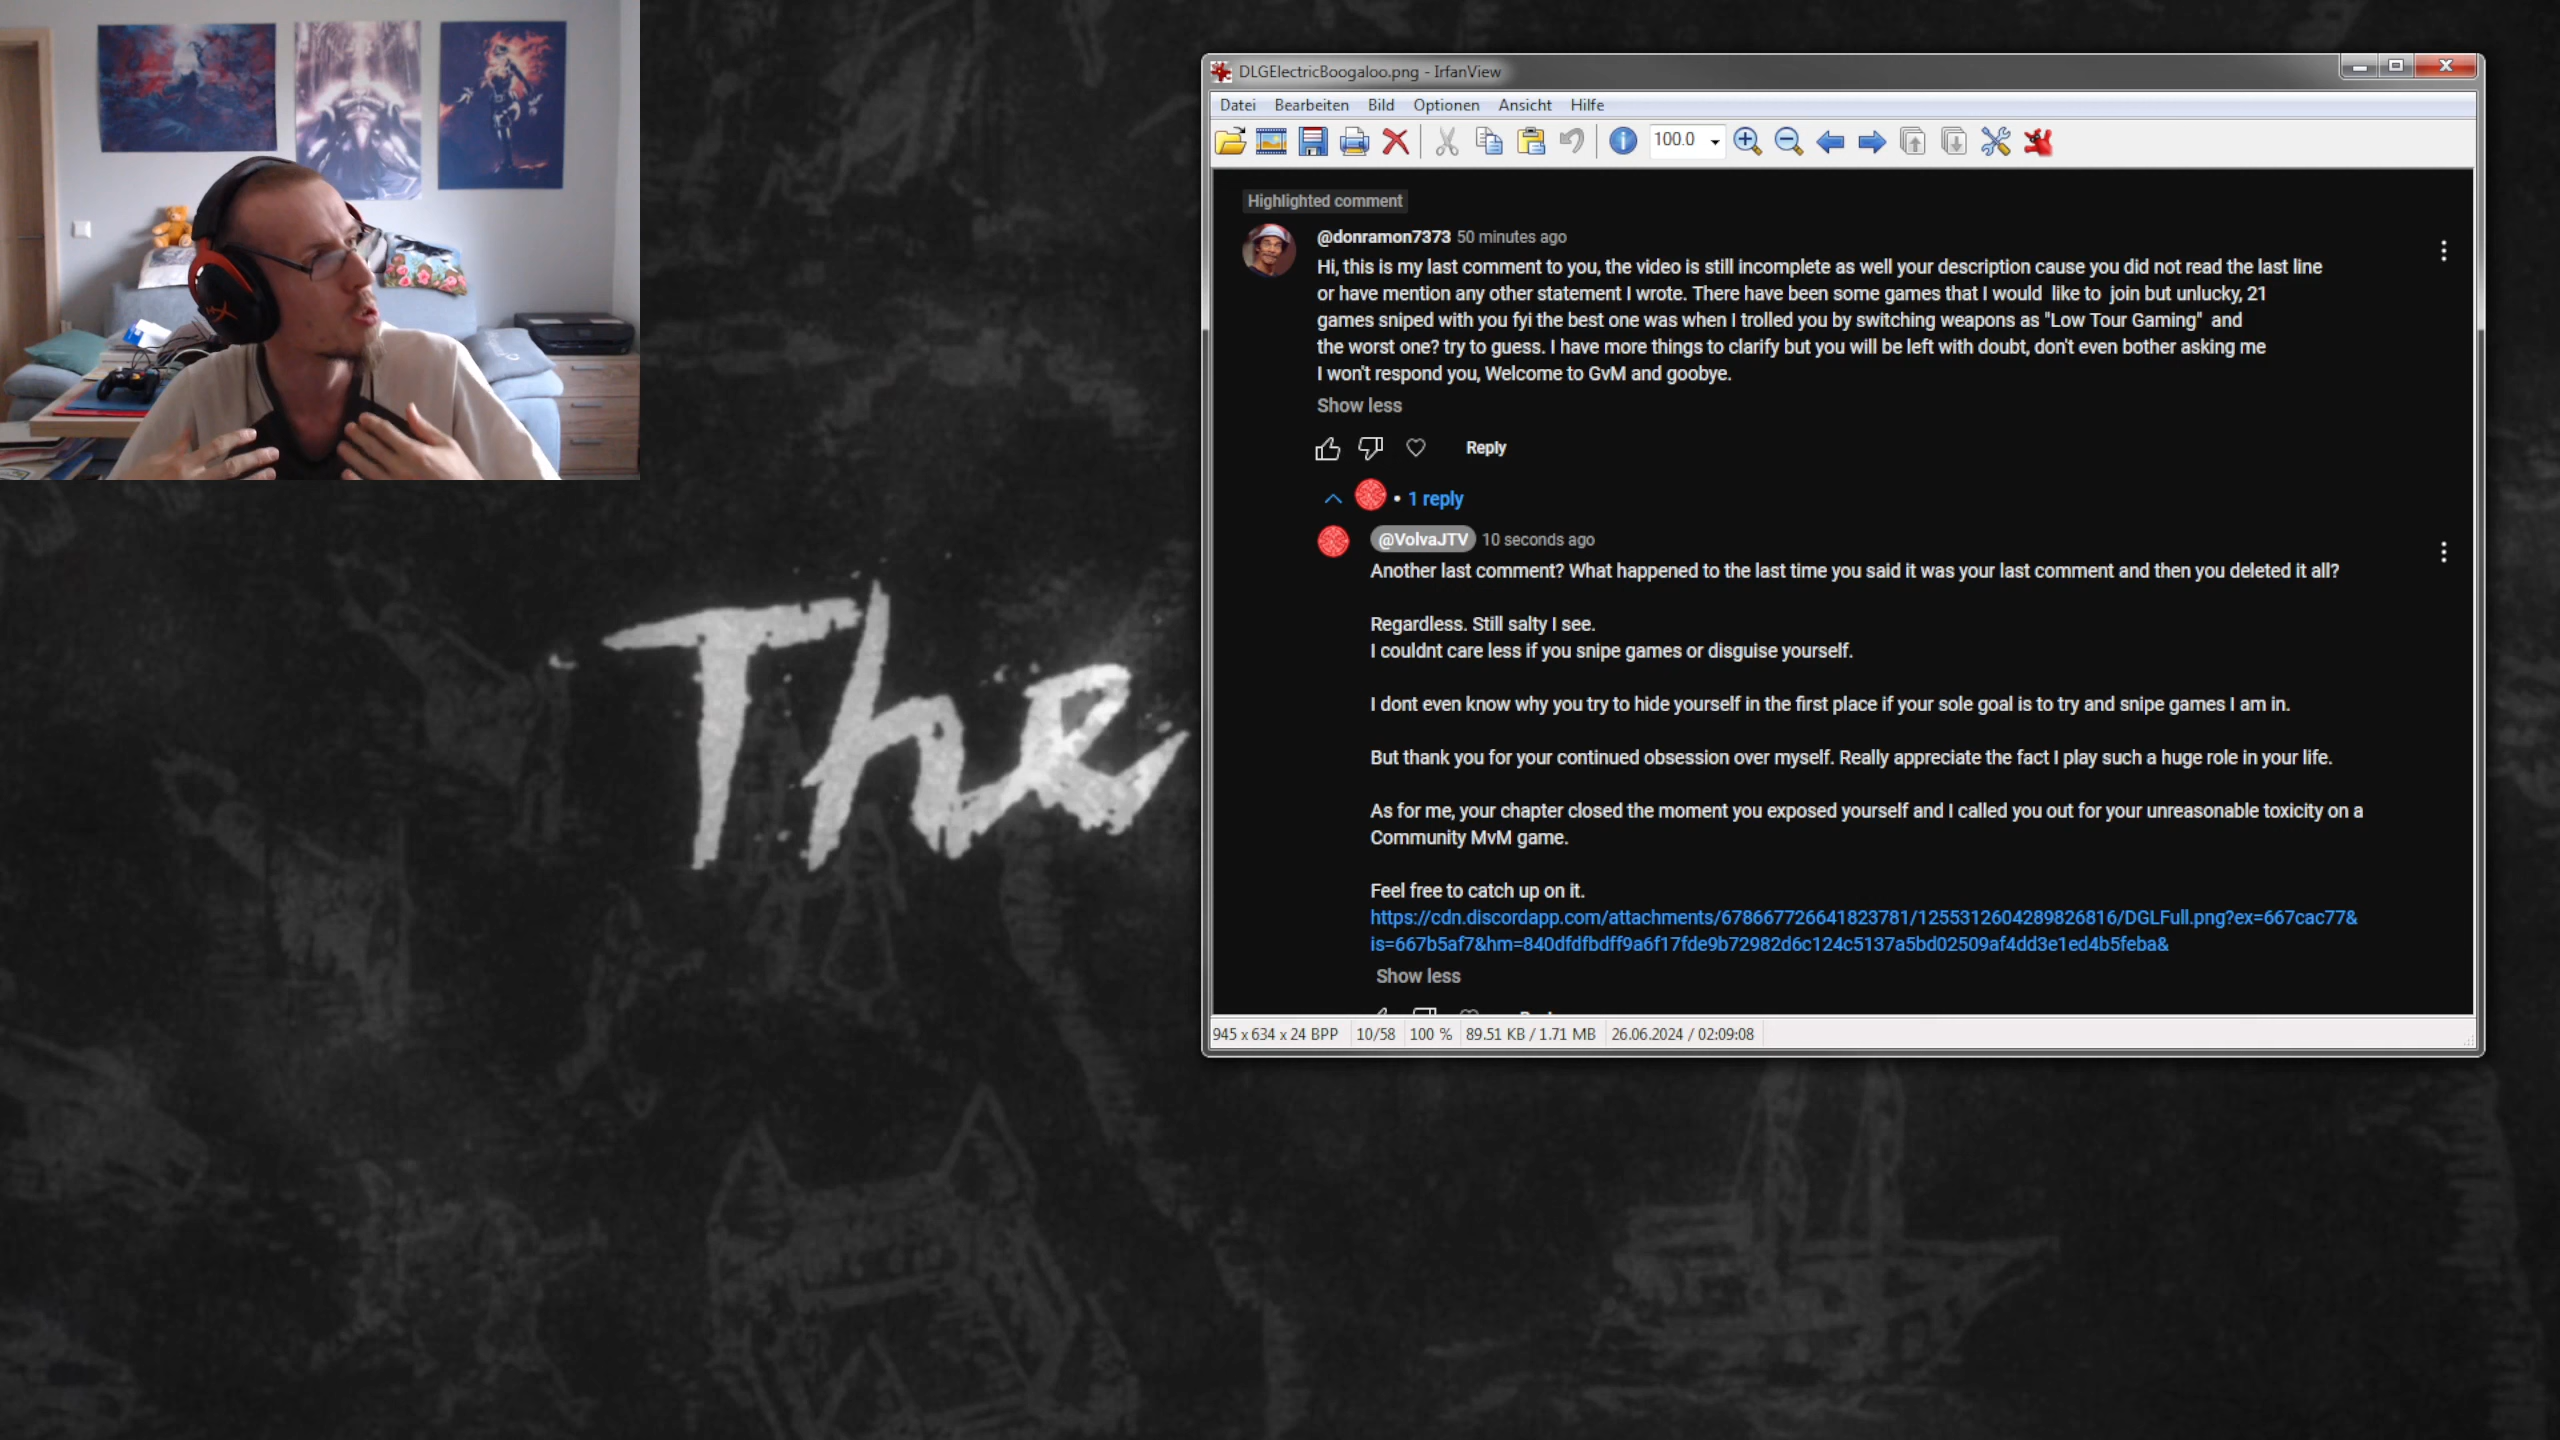 DLGElectricBoogaloo.png - IrfanView
Datei Bearbeiten Bild Optionen Ansicht Hilfe
100.0
Highlighted comment
@donramon7373 50 minutes ago
Hi, this is my last comment to you, the video is still incomplete as well your description cause you did not read the last line
or have mention any other statement I wrote. There have been some games that I would like to join but unlucky, 21
games sniped with you fyi the best one was when I trolled you by switching weapons as "Low Tour Gaming" and
the worst one? try to guess. I have more things to clarify but you will be left with doubt, don't even bother asking me
I won't respond you, Welcome to GvM and goobye.
Show less
Reply
• 1 reply
@VolvaJTV 10 seconds ago
Another last comment? What happened to the last time you said it was your last comment and then you deleted it all?
Regardless. Still salty I see.
I couldnt care less if you snipe games or disguise yourself.
I dont even know why you try to hide yourself in the first place if your sole goal is to try and snipe games I am in.
But thank you for your continued obsession over myself. Really appreciate the fact I play such a huge role in your life.
As for me, your chapter closed the moment you exposed yourself and I called you out for your unreasonable toxicity on a
Community MvM game.
Feel free to catch up on it.
https://cdn.discordapp.com/attachments/678667726641823781/1255312604289826816/DGLFull.png?ex=667cac77&
is=667b5af7&hm=840dfdfbdff9a6f17fde9b72982d6c124c5137a5bd02509af4dd3e1ed4b5feba&
Show less
945 x 634 x 24 BPP 10/58 100 % 89.51 KB / 1.71 MB 26.06.2024 / 02:09:08
The